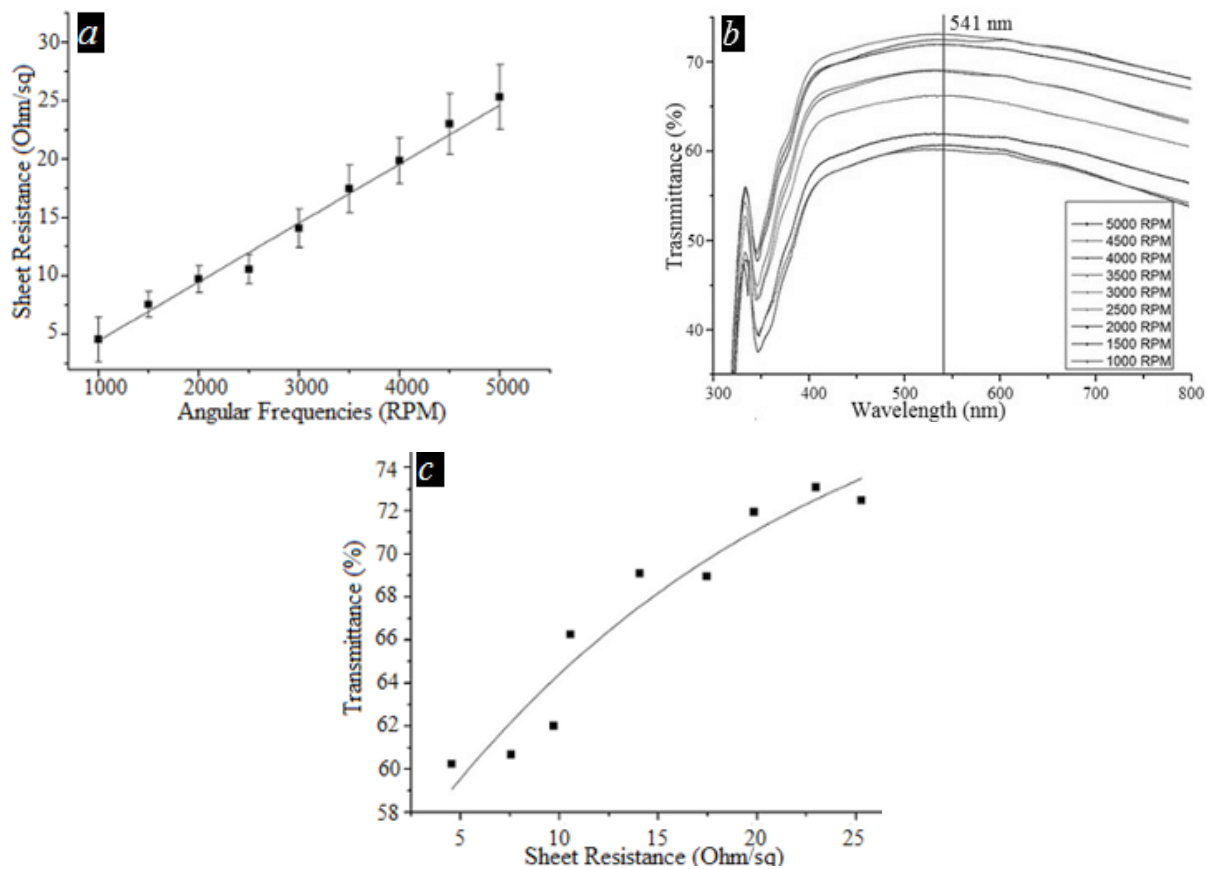 a
30
25
20
15
10
5
Sheet Resistance (Ohm/sq)
1000 2000 3000 4000 5000
Angular Frequencies (RPM)
b
541 nm
70
60
50
40
Trasnmittance (%)
5000 RPM
4500 RPM
4000 RPM
3500 RPM
3000 RPM
2500 RPM
2000 RPM
1500 RPM
1000 RPM
300 400 500 600 700 800
Wavelength (nm)
c
74
72
70
68
66
64
62
60
58
Transmittance (%)
5 10 15 20 25
Sheet Resistance (Ohm/sq)